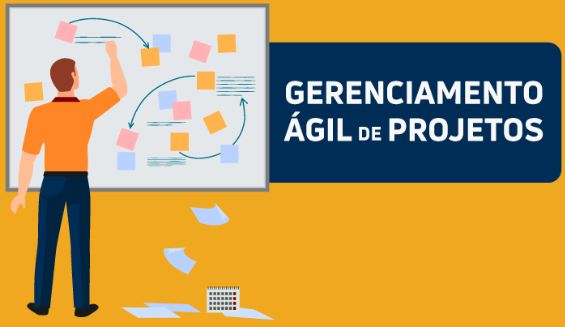 GERENCIAMENTO
ÁGIL DE PROJETOS